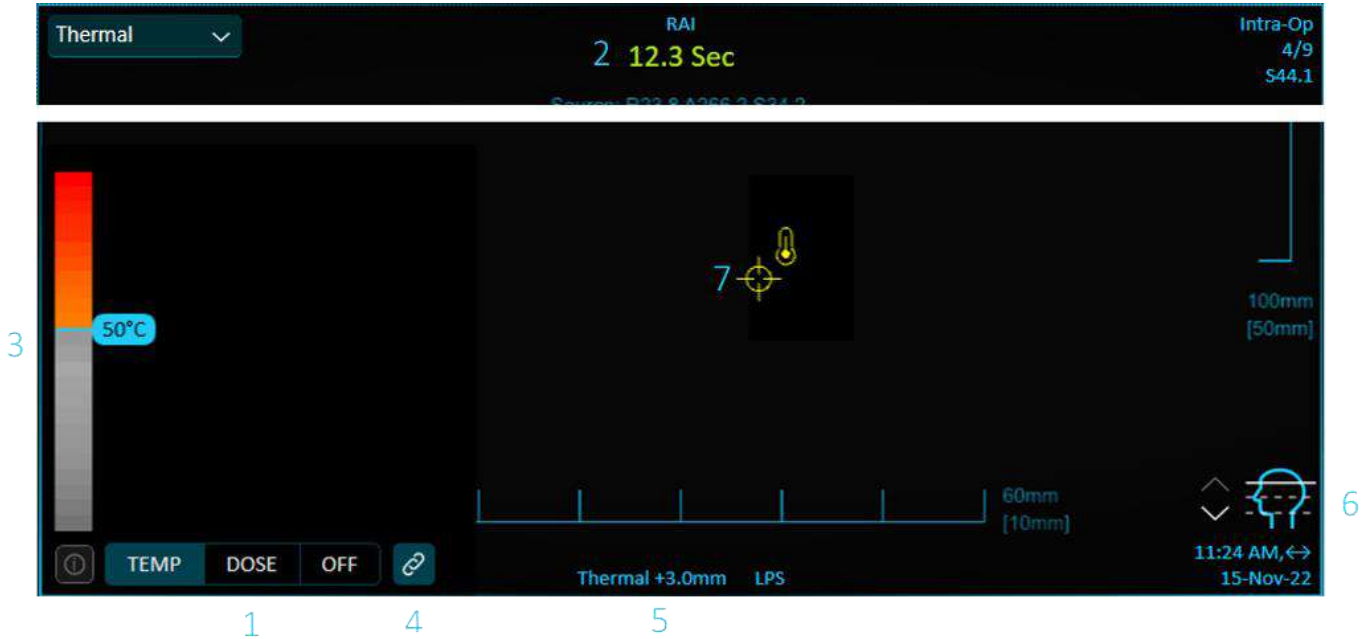 Thermal
RAI
2 12.3 Sec
Intra-Op
4/9
S44.1
50°C
3
7
100mm
[50mm]
60mm
[10mm]
6
TEMP DOSE OFF
Thermal +3.0mm LPS
11:24 AM,↔
15-Nov-22
1
4
5